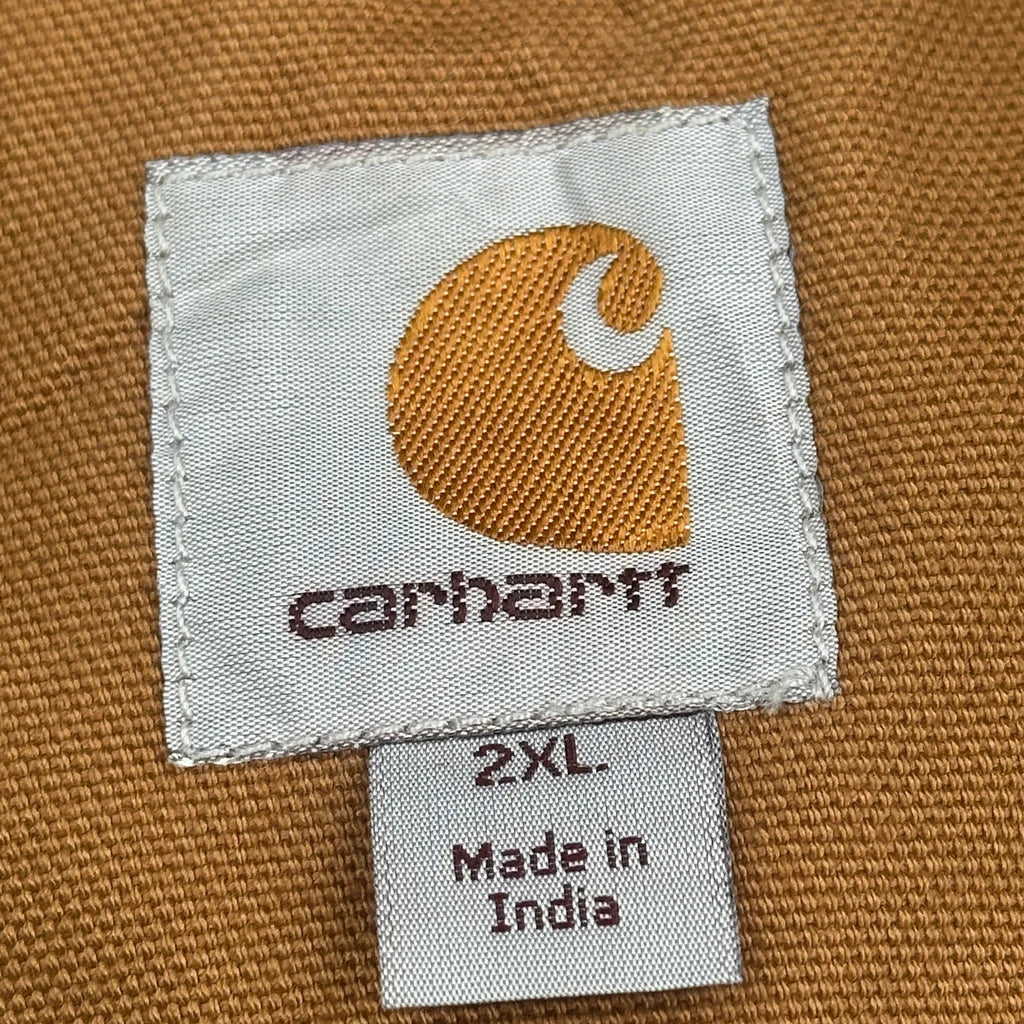 carhartt
2XL.
Made in
India